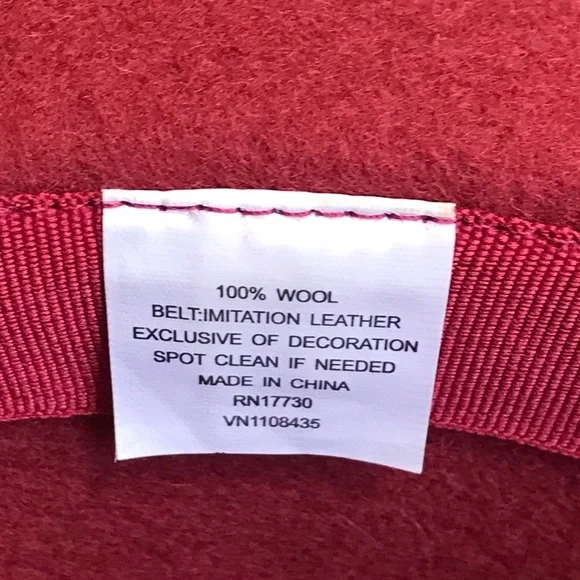 100% WOOL
BELT:IMITATION LEATHER
EXCLUSIVE OF DECORATION
SPOT CLEAN IF NEEDED
MADE IN CHINA
RN17730
VN1108435